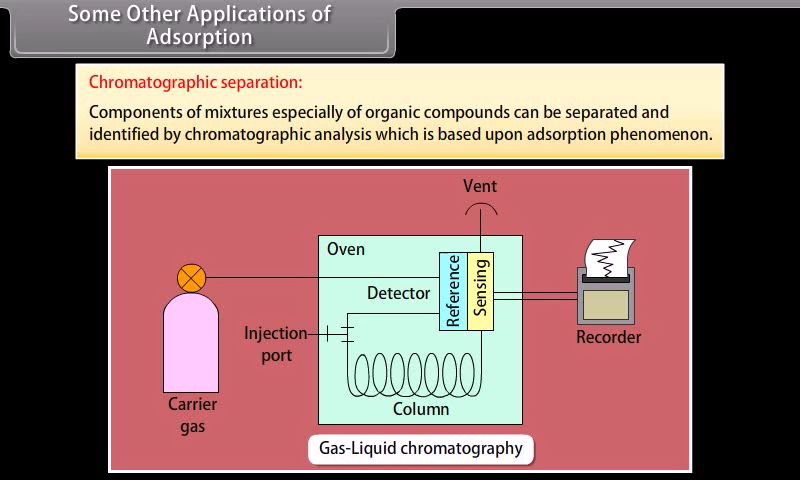 Some Other Applications of
Adsorption
Chromatographic separation:
Components of mixtures especially of organic compounds can be separated and
identified by chromatographic analysis which is based upon adsorption phenomenon.
Vent
Oven
Reference
Sensing
Detector
Injection
port
Recorder
Carrier
gas
Column
Gas-Liquid chromatography